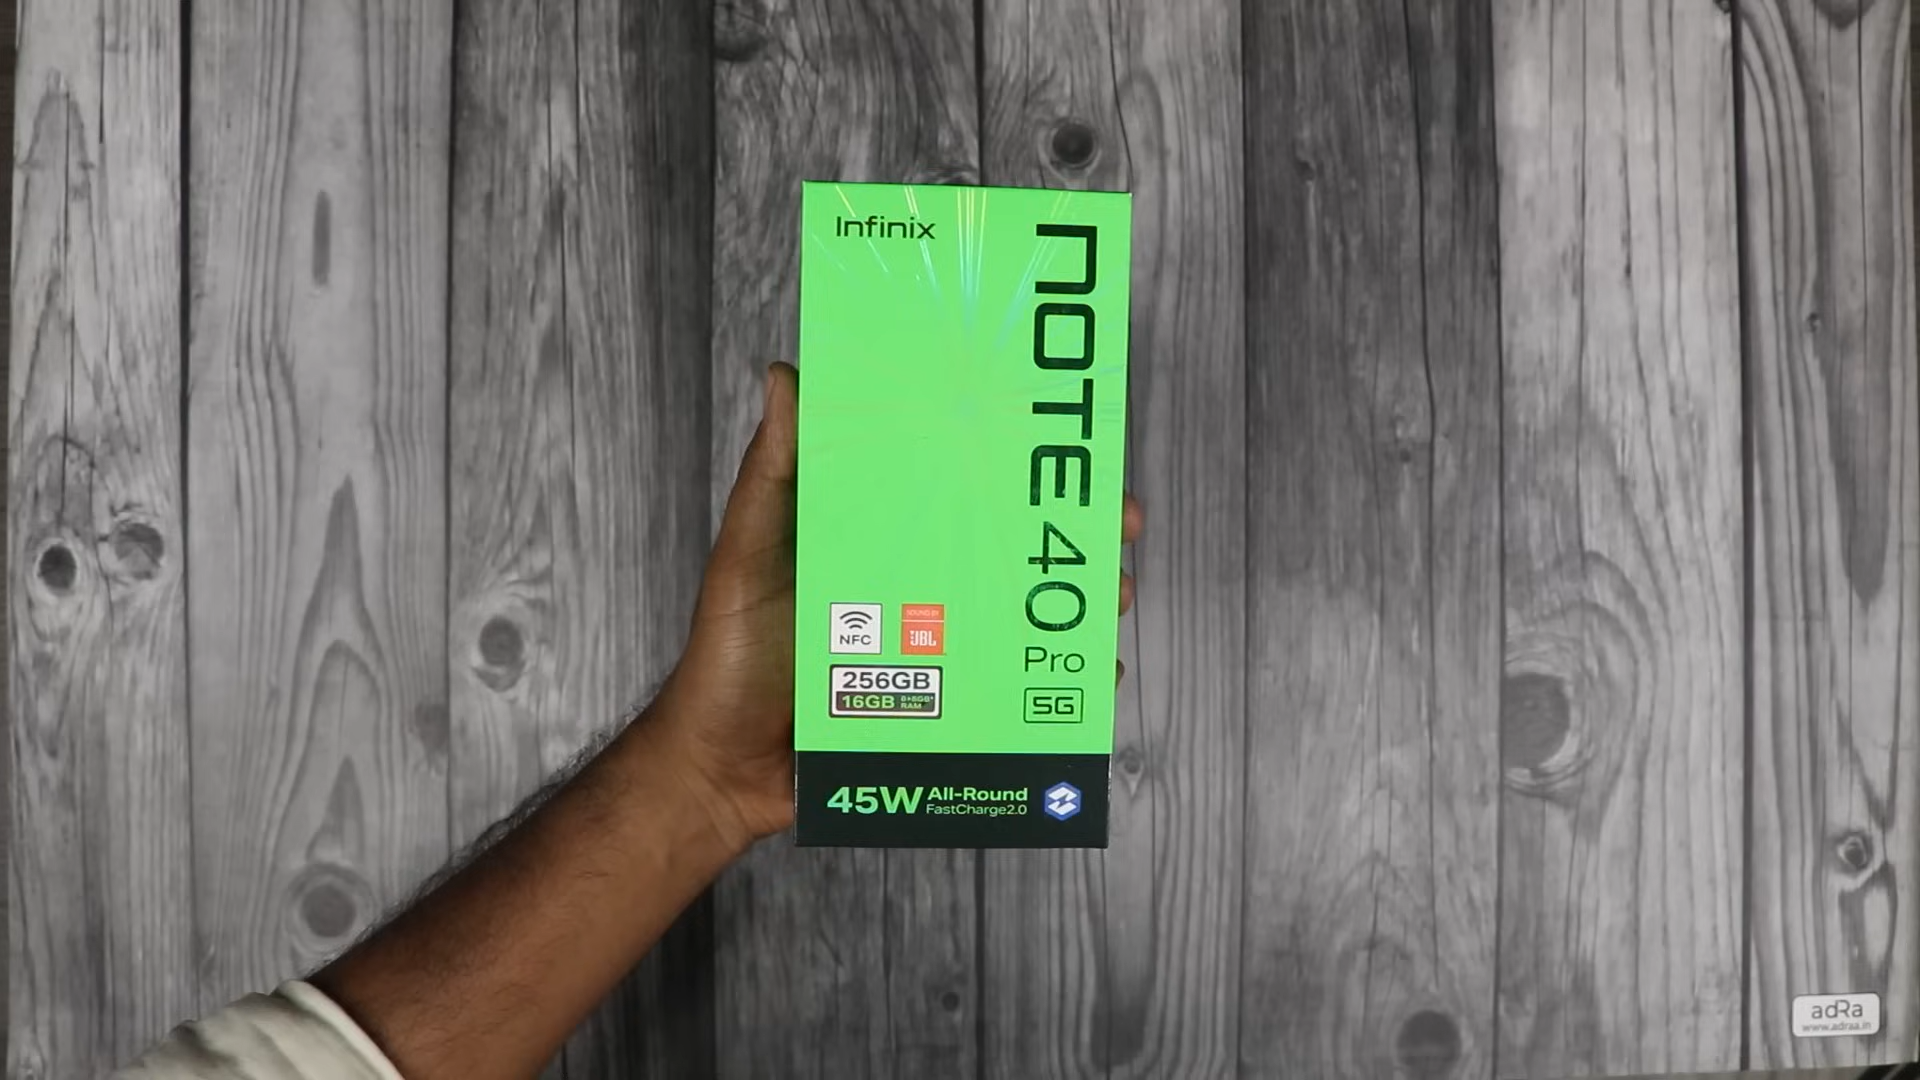 Infinix
NOTE 40
Pro
5G
NFC
SOUND BY
JBL
256GB
16GB 8+8GB*
RAM
45W All-Round
FastCharge2.0
adRa
www.adraa.in